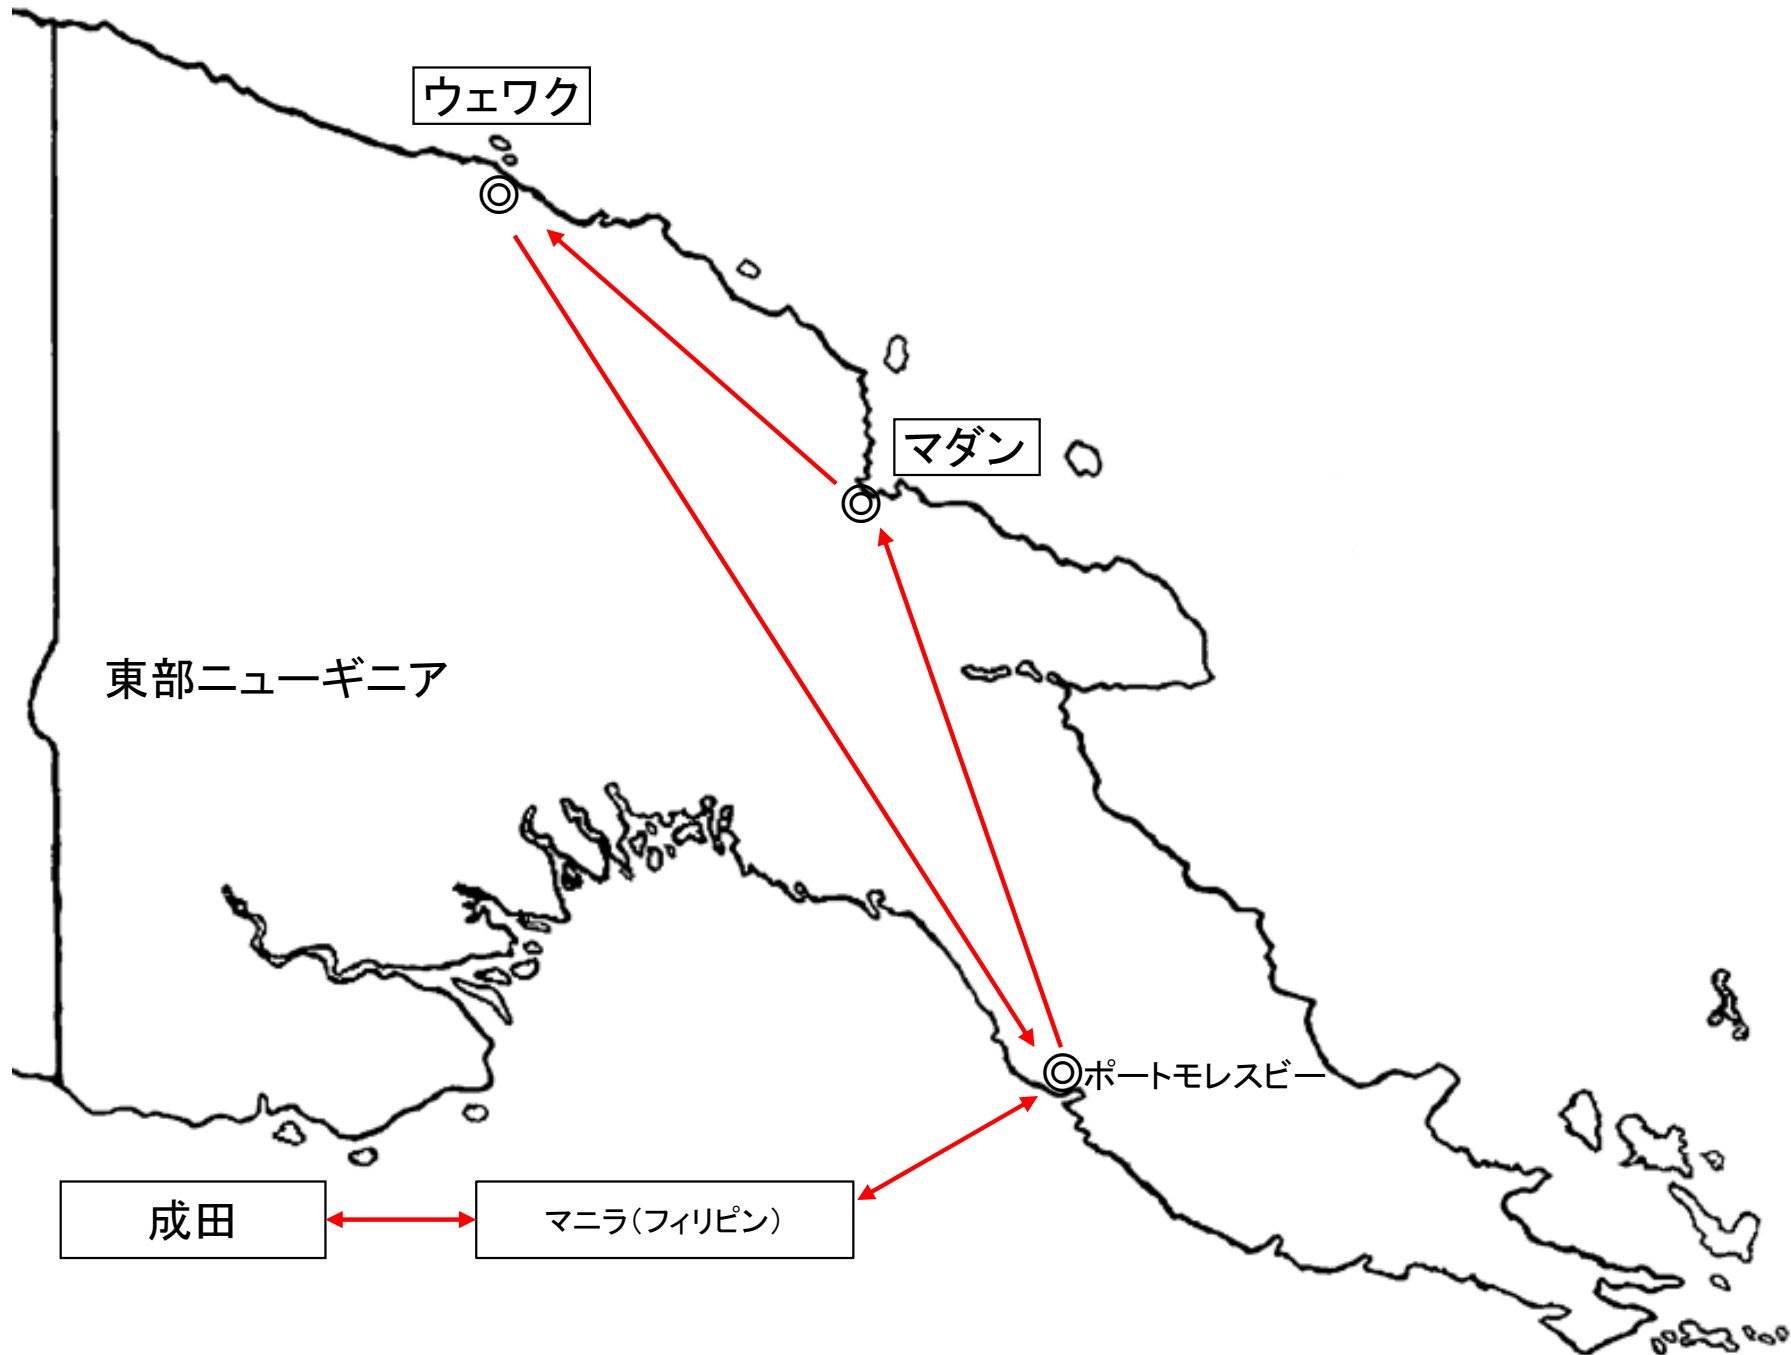 ウェワク
マダン
東部ニューギニア
ポートモレスビー
成田
マニラ(フィリピン)